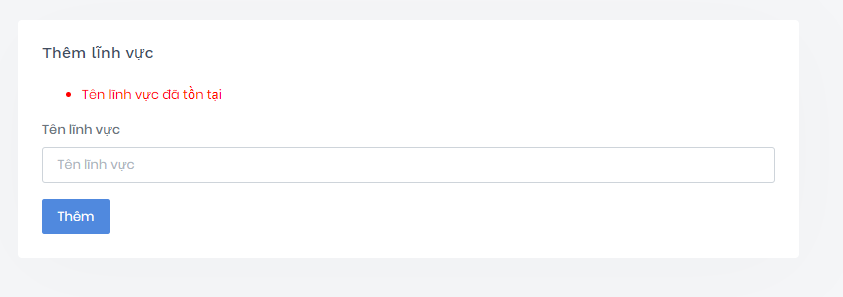 Thêm lĩnh vực
Tên lĩnh vực đã tồn tại
Tên lĩnh vực
Tên lĩnh vực
Thêm